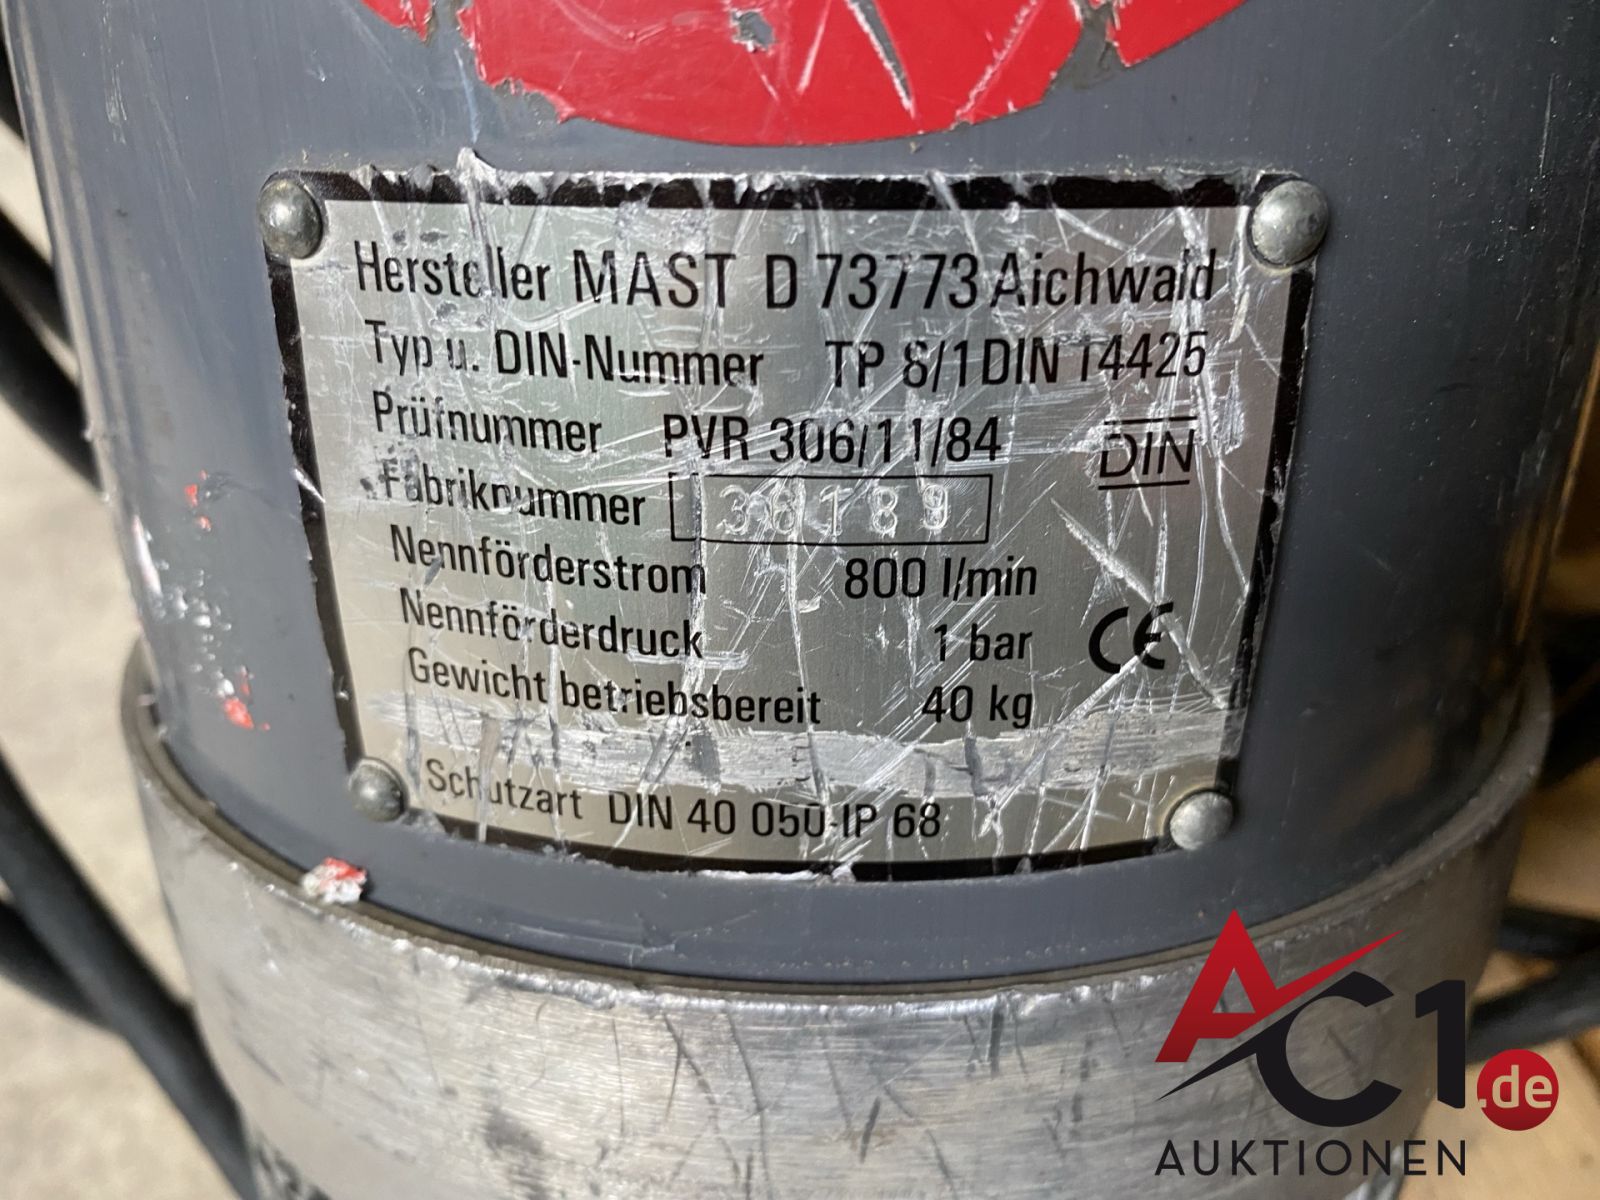 Hersteller MAST D 73773 Aichwald
Typ u. DIN-Nummer TP 8/1 DIN 14425
Prüfnummer PVR 306/11/84 DIN
Fabriknummer 36189
Nennförderstrom 800 l/min
Nennförderdruck 1 bar CE
Gewicht betriebsbereit 40 kg
Schutzart DIN 40 050-IP 68
AC1.de
AUKTIONEN